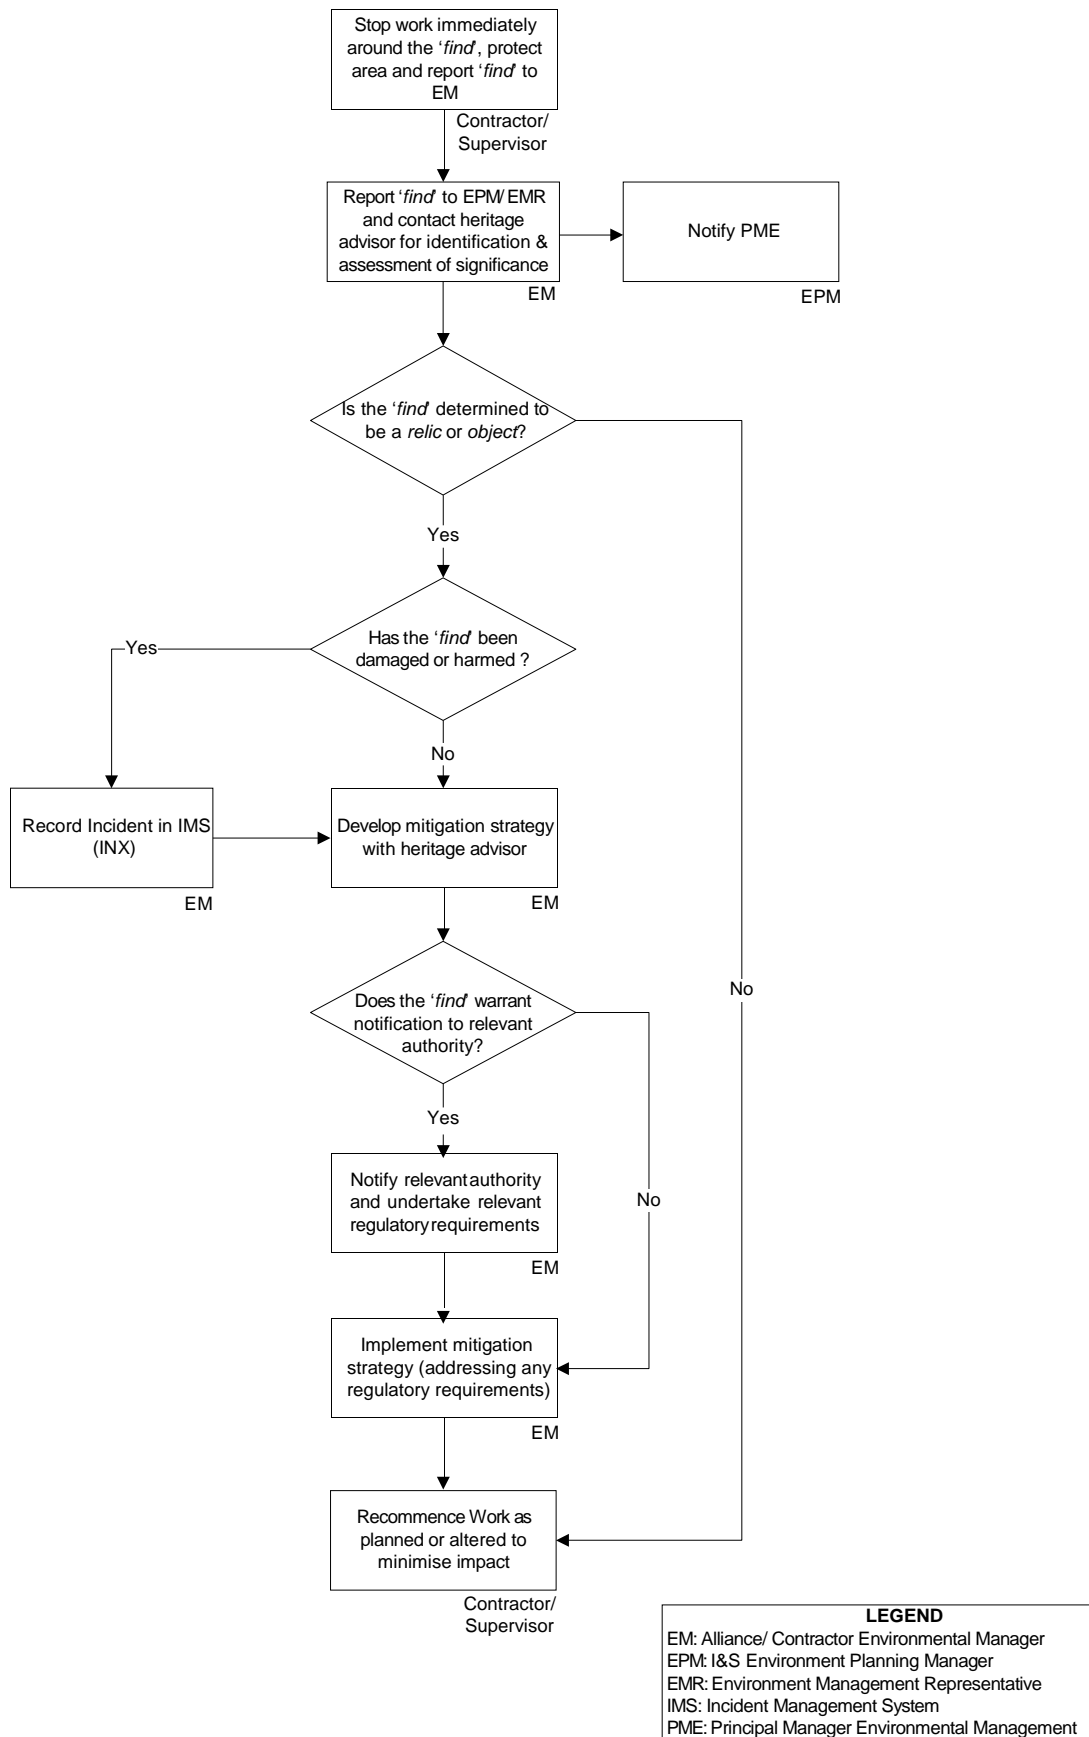 Stop work immediately
around the ‘find’, protect
area and report ‘find’ to
EM
Contractor/
Supervisor
Report ‘find’ to EPM/ EMR
and contact heritage
advisor for identification &
assessment of significance
EM
Notify PME
EPM
Is the ‘find’ determined to
be a relic or object?
Yes
No
Has the ‘find’ been
damaged or harmed ?
Yes
No
Record Incident in IMS
(INX)
EM
Develop mitigation strategy
with heritage advisor
EM
Does the ‘find’ warrant
notification to relevant
authority?
Yes
No
Notify relevant authority
and undertake relevant
regulatory requirements
EM
Implement mitigation
strategy (addressing any
regulatory requirements)
EM
Recommence Work as
planned or altered to
minimise impact
Contractor/
Supervisor
LEGEND
EM: Alliance/ Contractor Environmental Manager
EPM: I&S Environment Planning Manager
EMR: Environment Management Representative
IMS: Incident Management System
PME: Principal Manager Environmental Management